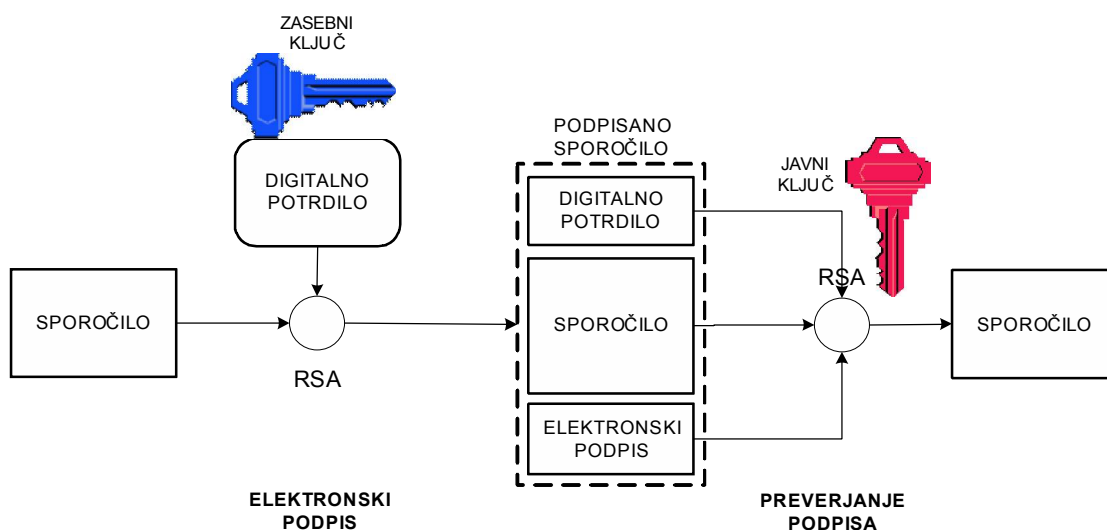 ZASEBNI
KLJUČ
DIGITALNO
POTRDILO
SPOROČILO
RSA
PODPISANO
SPOROČILO
DIGITALNO
POTRDILO
SPOROČILO
ELEKTRONSKI
PODPIS
JAVNI
KLJUČ
RSA
SPOROČILO
ELEKTRONSKI
PODPIS
PREVERJANJE
PODPISA